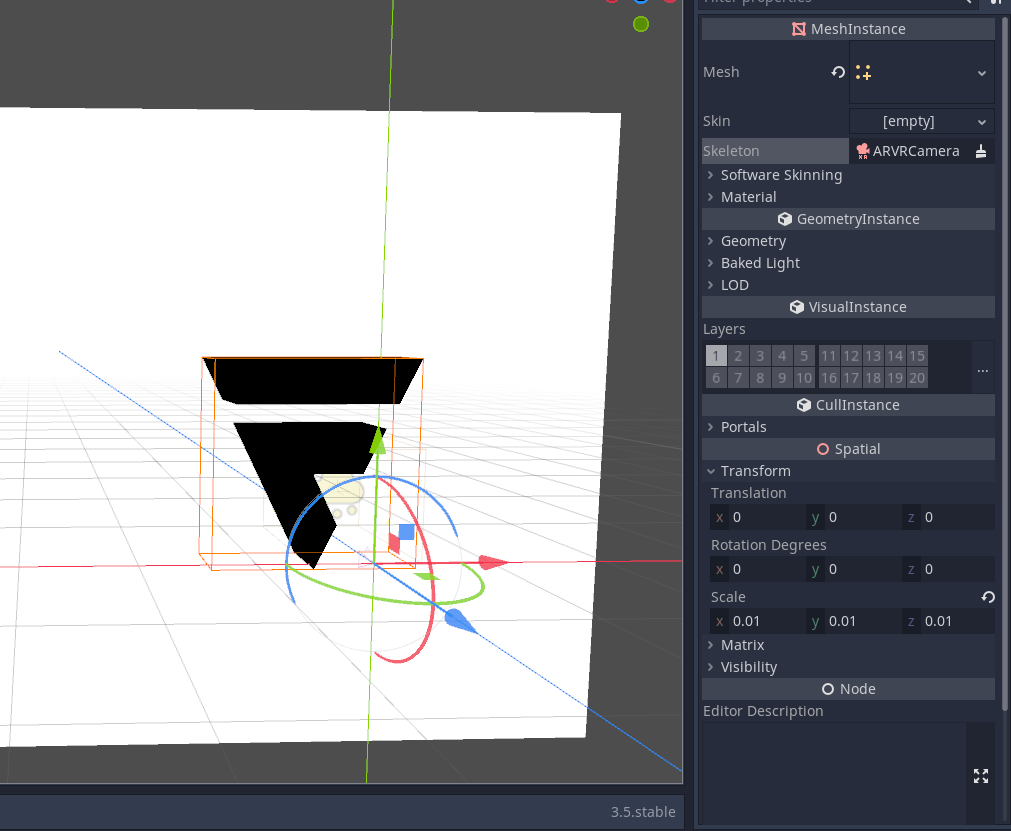 Filter properties
MeshInstance
Mesh
Skin [empty]
Skeleton ARVRCamera
Software Skinning
Material
GeometryInstance
Geometry
Baked Light
LOD
VisualInstance
Layers
1 2 3 4 5 11 12 13 14 15
6 7 8 9 10 16 17 18 19 20
...
CullInstance
Portals
Spatial
Transform
Translation
x 0 y 0 z 0
Rotation Degrees
x 0 y 0 z 0
Scale
x 0.01 y 0.01 z 0.01
Matrix
Visibility
Node
Editor Description
3.5.stable